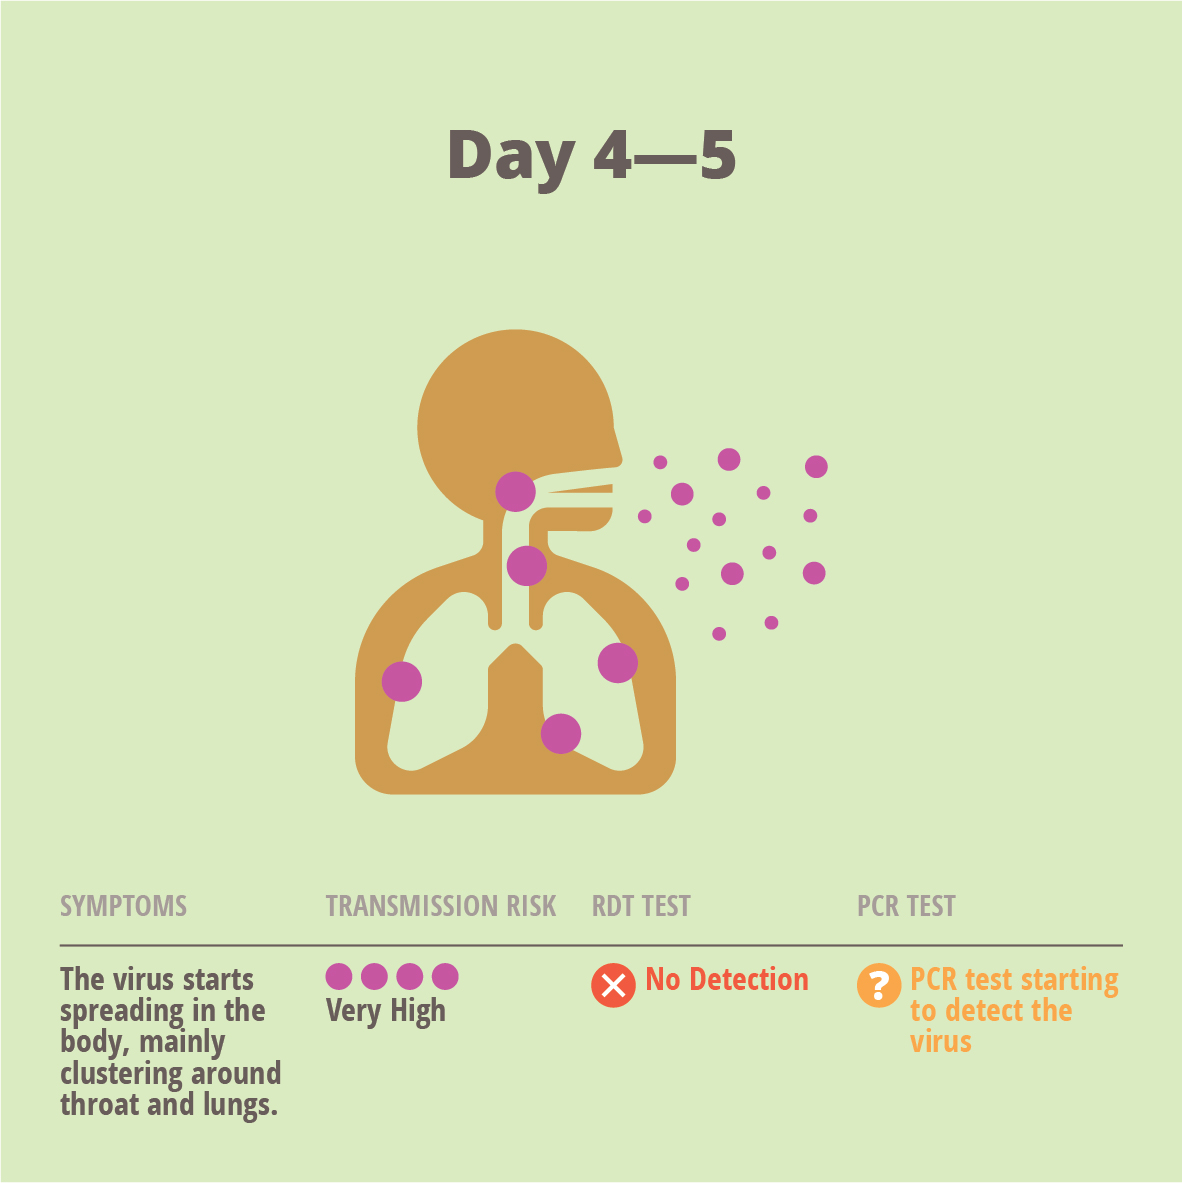 Day 4—5
SYMPTOMS
The virus starts
spreading in the
body, mainly
clustering around
throat and lungs.
TRANSMISSION RISK
Very High
RDT TEST
No Detection
PCR TEST
? PCR test starting
to detect the
virus